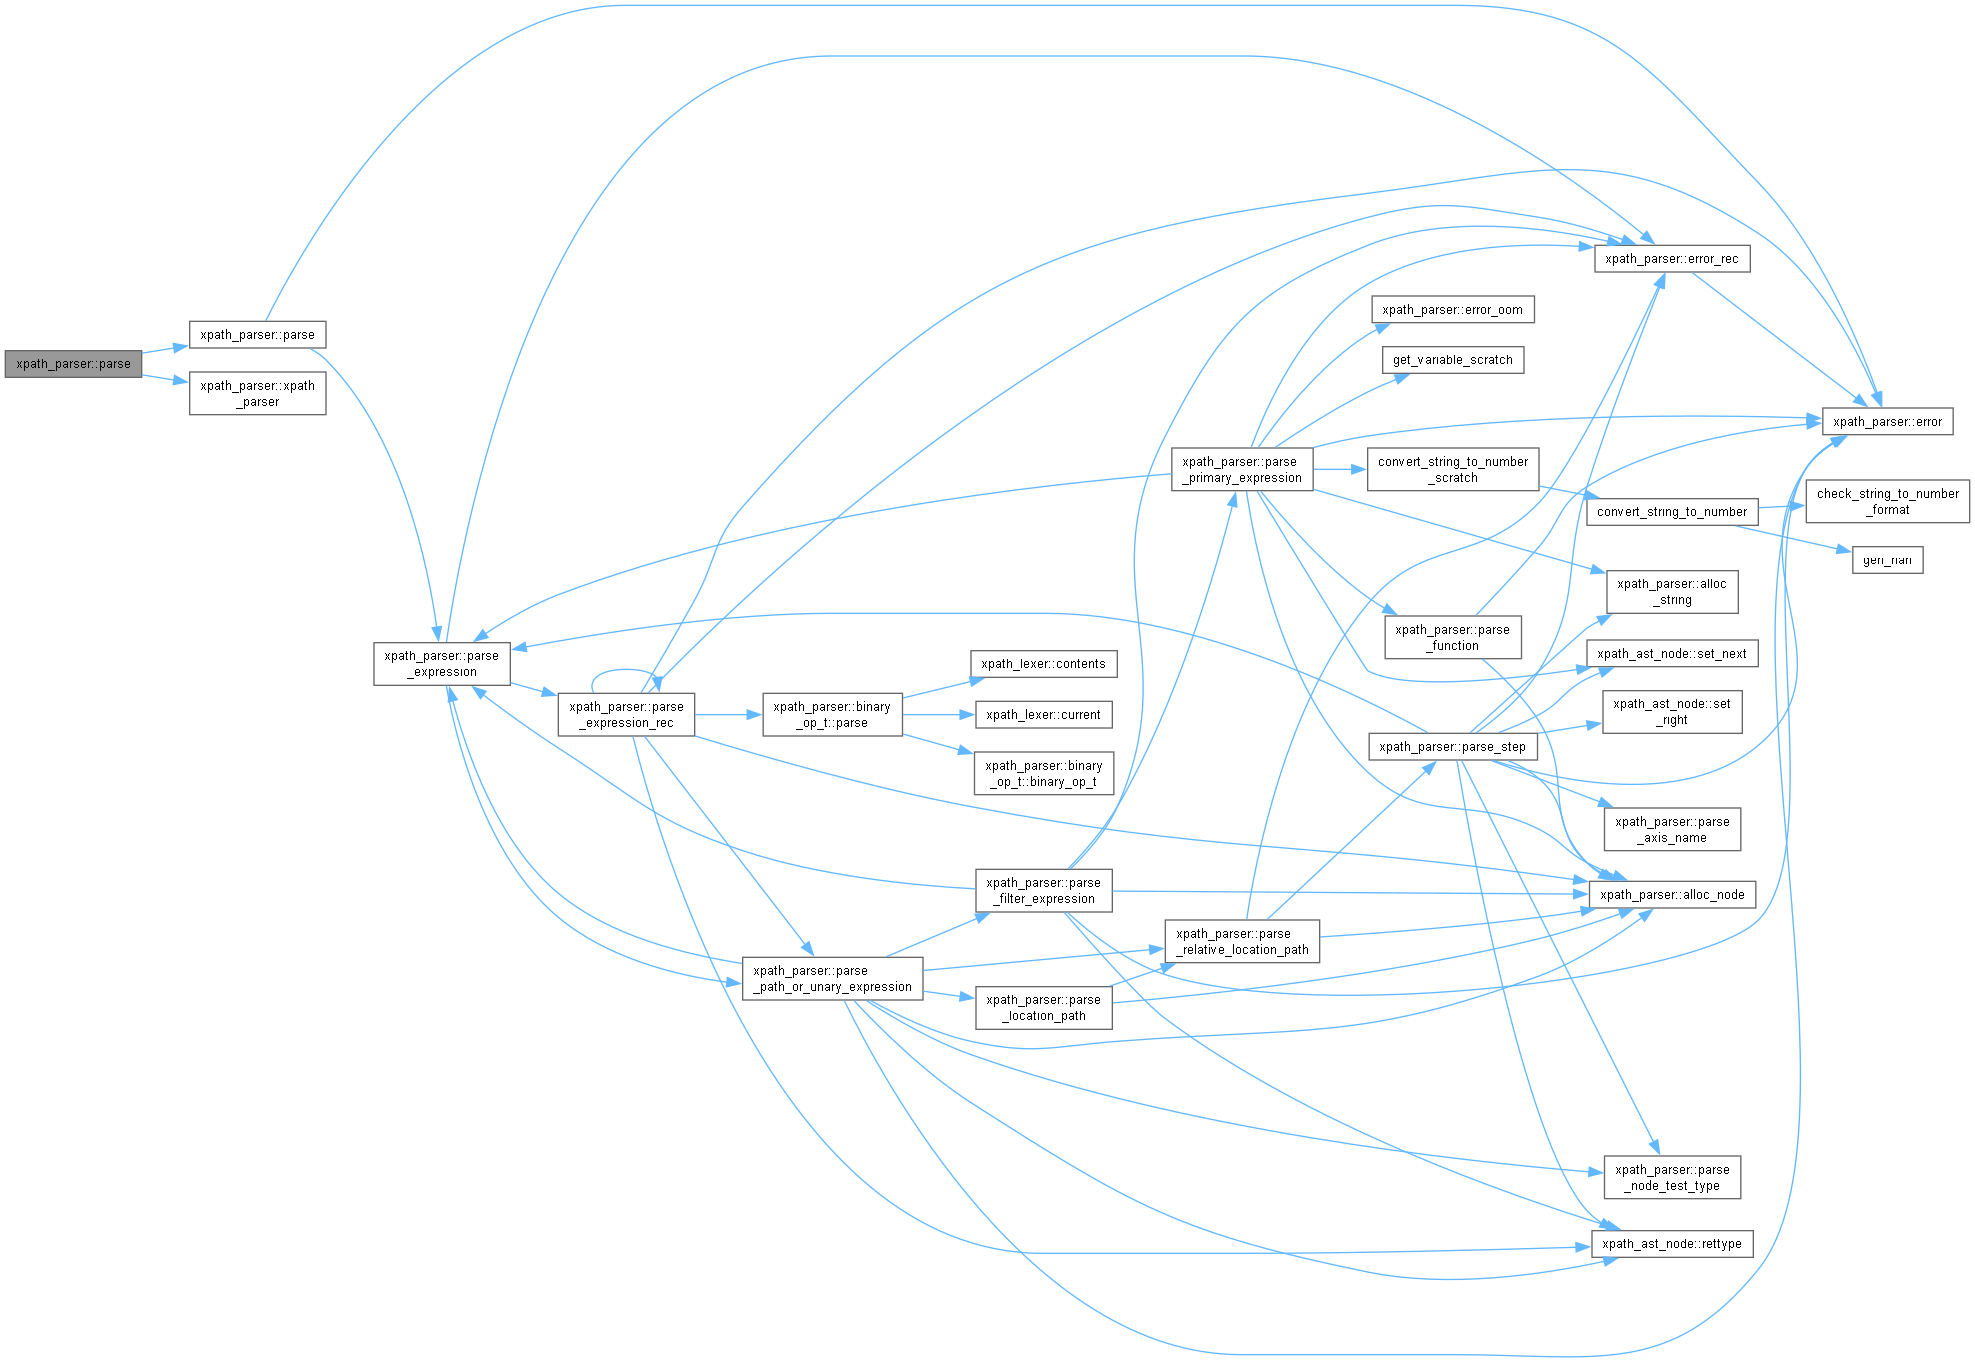 xpath_parser::parse
xpath_parser::parse
xpath_parser::xpath
_parser
xpath_parser::parse
_expression
xpath_parser::parse
_expression_rec
xpath_parser::binary
_op_t::parse
xpath_lexer::contents
xpath_lexer::current
xpath_parser::binary
_op_t::binary_op_t
xpath_parser::parse
_path_or_unary_expression
xpath_parser::parse
_filter_expression
xpath_parser::parse
_location_path
xpath_parser::parse
_relative_location_path
xpath_parser::parse
_primary_expression
xpath_parser::error_rec
xpath_parser::error_oom
get_variable_scratch
xpath_parser::error
convert_string_to_number
_scratch
convert_string_to_number
check_string_to_number
_format
gen_nan
xpath_parser::alloc
_string
xpath_parser::parse
_function
xpath_ast_node::set_next
xpath_ast_node::set
_right
xpath_parser::parse_step
xpath_parser::parse
_axis_name
xpath_parser::alloc_node
xpath_parser::parse
_node_test_type
xpath_ast_node::rettype